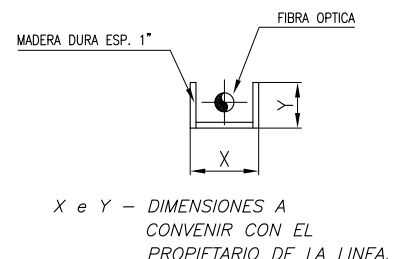 FIBRA OPTICA
MADERA DURA ESP. 1"
Y
X
X e Y – DIMENSIONES A
CONVENIR CON EL
PROPIETARIO DE LA LINEA.